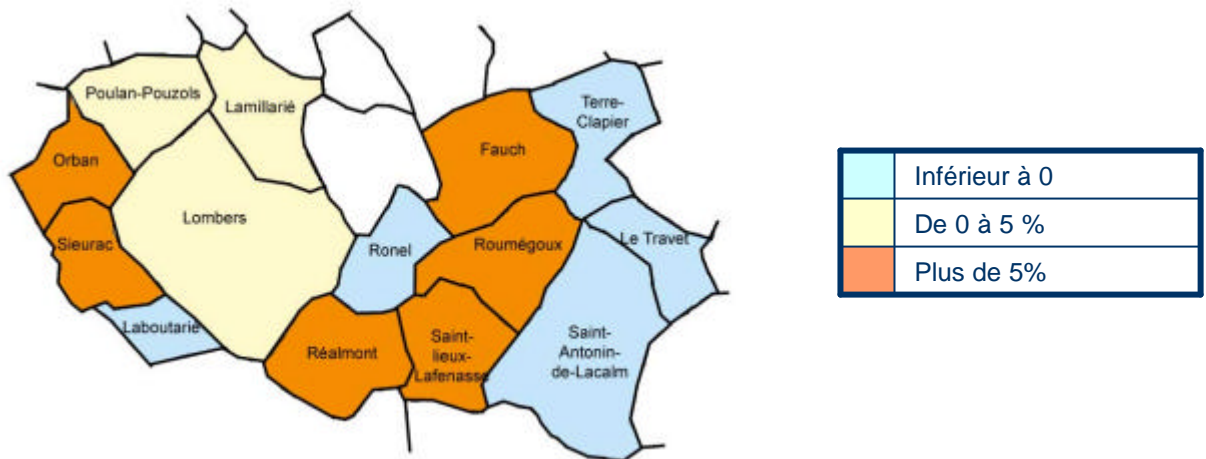 Poulan-Pouzols
Lamillarié
Terre-
Clapier
Orban
Fauch
Lombers
Sieurac
Ronel
Roumégoux
Le Travet
Laboutarié
Réalmont
Saint-
lieux-
Lafenasse
Saint-
Antonin-
de-Lacalm
Inférieur à 0
De 0 à 5 %
Plus de 5%